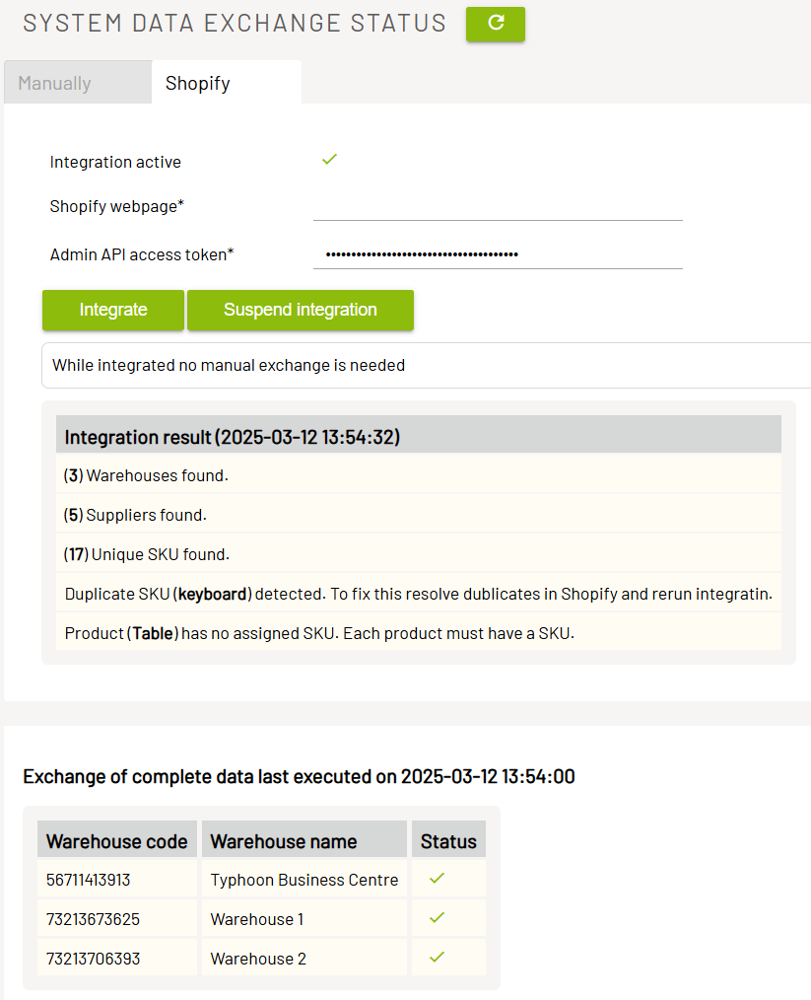 SYSTEM DATA EXCHANGE STATUS
Manually
Shopify
Integration active
Shopify webpage*
Admin API access token* ••••••••••••••••••••••••••••••••••••••
Integrate
Suspend integration
While integrated no manual exchange is needed
Integration result (2025-03-12 13:54:32)
(3) Warehouses found.
(5) Suppliers found.
(17) Unique SKU found.
Duplicate SKU (keyboard) detected. To fix this resolve dublicates in Shopify and rerun integratin.
Product (Table) has no assigned SKU. Each product must have a SKU.
Exchange of complete data last executed on 2025-03-12 13:54:00
Warehouse code Warehouse name Status
56711413913 Typhoon Business Centre ✓
73213673625 Warehouse 1 ✓
73213706393 Warehouse 2 ✓